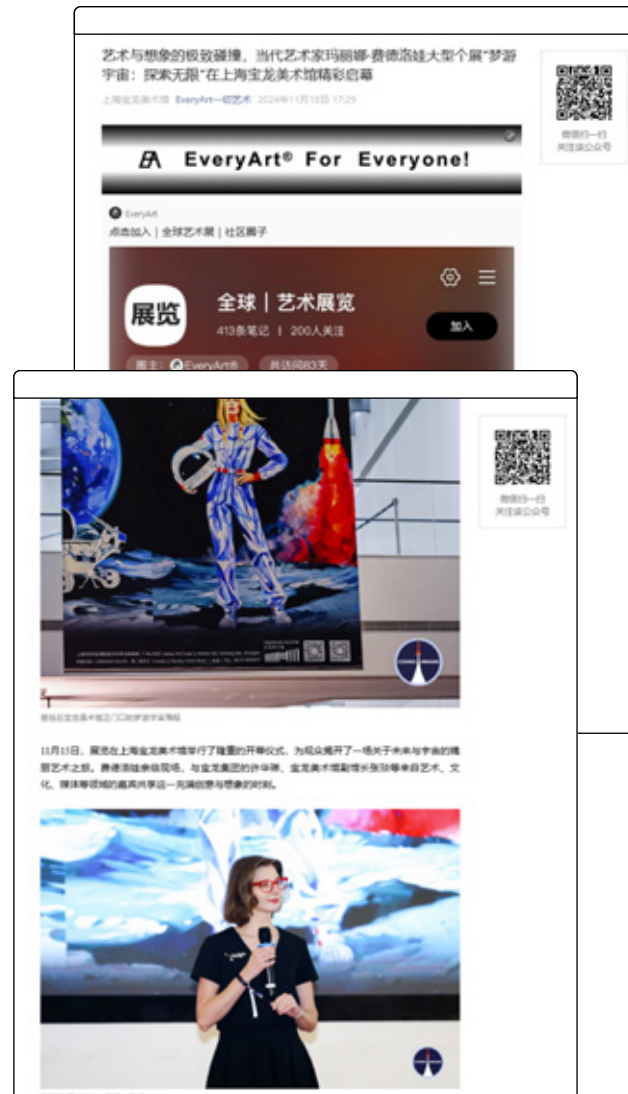 艺术与想象的极致碰撞，当代艺术家玛丽娜·费德洛娃大型个展“梦游
宇宙：探索无限”在上海宝龙美术馆精彩启幕
上海宝龙美术馆 EveryArt一切艺术 2024年11月18日 17:29
微信扫一扫
关注该公众号
EveryArt® For Everyone!
EveryArt
点击加入 | 全球艺术展 | 社区圈子
展览
全球 | 艺术展览
413条笔记 | 200人关注
加入
圈主： EveryArt®
已访问83天
微信扫一扫
关注该公众号
11月15日，展览在上海宝龙美术馆举行了隆重的开幕仪式，为观众揭开了一场关于未来与宇宙的瑰
丽艺术之旅。费德洛娃亲临现场，与宝龙集团的许华琳、宝龙美术馆副馆长张玦等来自艺术、文
化、媒体等领域的嘉宾共享这一充满创意与想象的时刻。